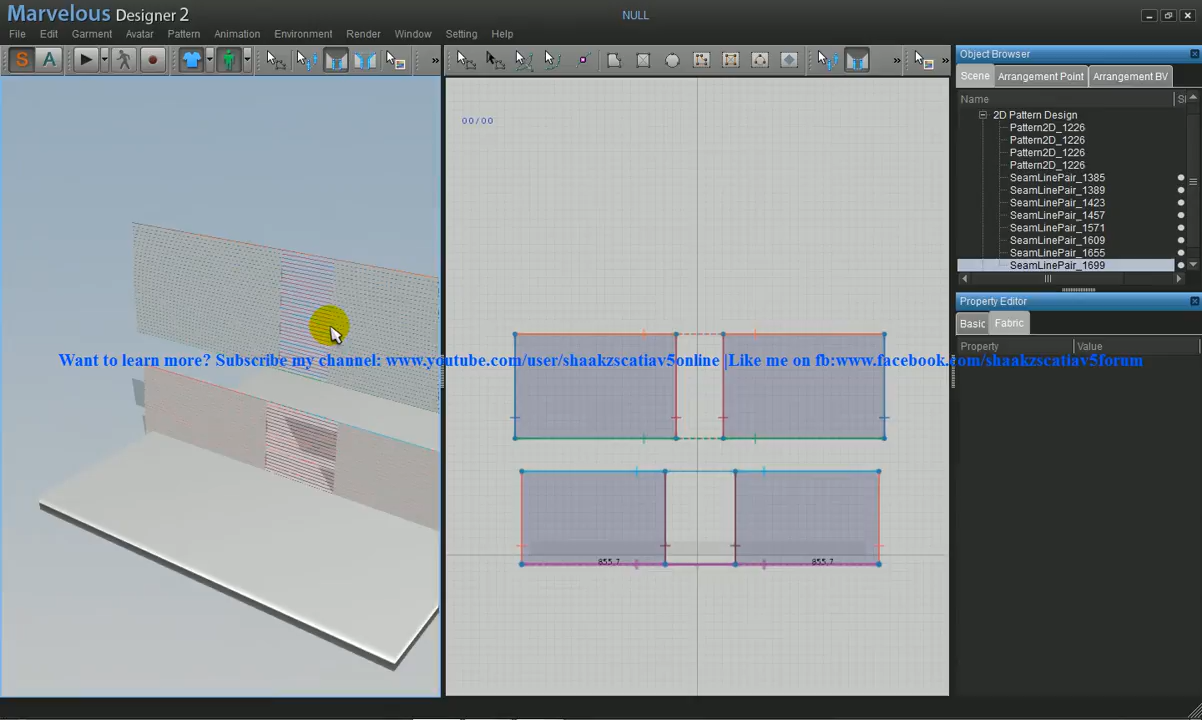 Marvelous Designer 2
NULL
File Edit Garment Avatar Pattern Animation Environment Render Window Setting Help
S A
Object Browser
Scene Arrangement Point Arrangement BV
Name
2D Pattern Design
Pattern2D_1226
Pattern2D_1226
Pattern2D_1226
Pattern2D_1226
SeamLinePair_1385
SeamLinePair_1389
SeamLinePair_1423
SeamLinePair_1457
SeamLinePair_1571
SeamLinePair_1609
SeamLinePair_1655
SeamLinePair_1699
00/00
Property Editor
Basic Fabric
Property Value
Want to learn more? Subscribe my channel: www.youtube.com/user/shaakzscatiav5online |Like me on fb:www.facebook.com/shaakzscatiav5forum
855.7 855.7